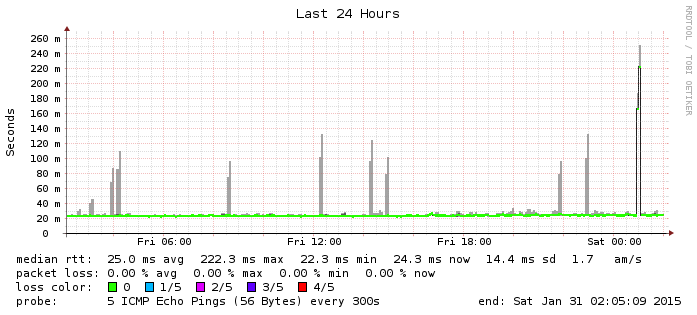 Last 24 Hours
RRDTOOL / TOBI OETIKER
Seconds
260 m
240 m
220 m
200 m
180 m
160 m
140 m
120 m
100 m
80 m
60 m
40 m
20 m
0
Fri 06:00 Fri 12:00 Fri 18:00 Sat 00:00
median rtt: 25.0 ms avg 222.3 ms max 22.3 ms min 24.3 ms now 14.4 ms sd 1.7 am/s
packet loss: 0.00 % avg 0.00 % max 0.00 % min 0.00 % now
loss color: 0 1/5 2/5 3/5 4/5
probe: 5 ICMP Echo Pings (56 Bytes) every 300s end: Sat Jan 31 02:05:09 2015